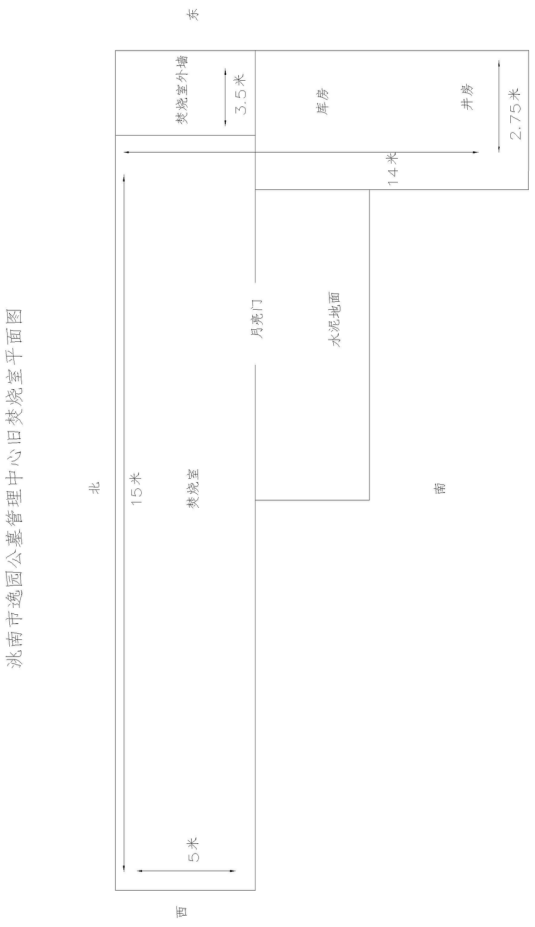 洮南市逸园公墓管理中心旧焚烧室平面图
北
西
东
南
15米
5米
焚烧室
焚烧室外墙
3.5米
月亮门
水泥地面
库房
14米
井房
2.75米